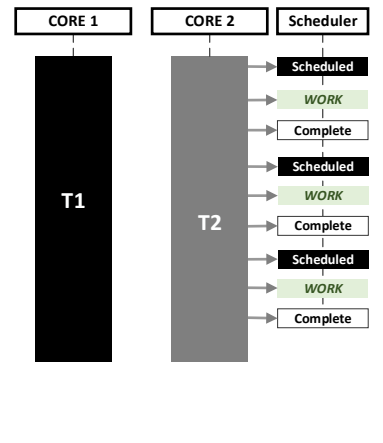 CORE 1
CORE 2
Scheduler
T1
T2
Scheduled
WORK
Complete
Scheduled
WORK
Complete
Scheduled
WORK
Complete